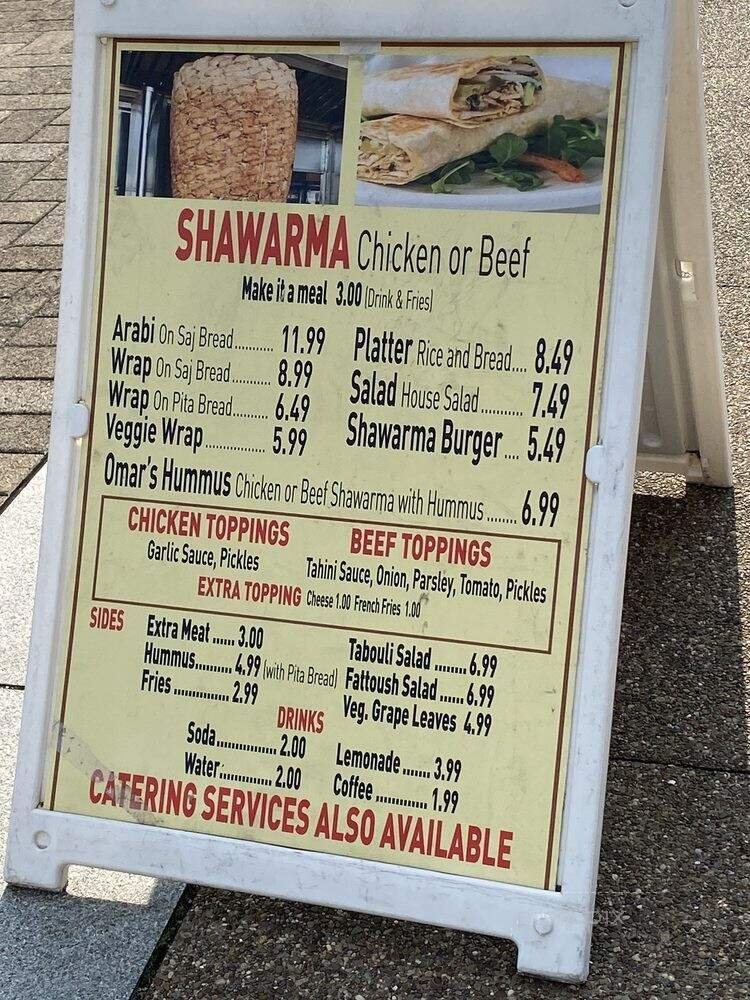 SHAWARMA Chicken or Beef
Make it a meal 3.00 (Drink & Fries)
Arabi On Saj Bread........... 11.99
Wrap On Saj Bread........... 8.99
Wrap On Pita Bread.......... 6.49
Veggie Wrap................. 5.99
Platter Rice and Bread.... 8.49
Salad House Salad............ 7.49
Shawarma Burger .... 5.49
Omar's Hummus Chicken or Beef Shawarma with Hummus ........ 6.99
CHICKEN TOPPINGS
Garlic Sauce, Pickles
BEEF TOPPINGS
Tahini Sauce, Onion, Parsley, Tomato, Pickles
EXTRA TOPPING Cheese 1.00 French Fries 1.00
SIDES
Extra Meat ...... 3.00
Hummus......... 4.99 (with Pita Bread)
Fries .............. 2.99
Tabouli Salad ........ 6.99
Fattoush Salad ...... 6.99
Veg. Grape Leaves 4.99
DRINKS
Soda............... 2.00
Water............. 2.00
Lemonade ....... 3.99
Coffee ............. 1.99
CATERING SERVICES ALSO AVAILABLE